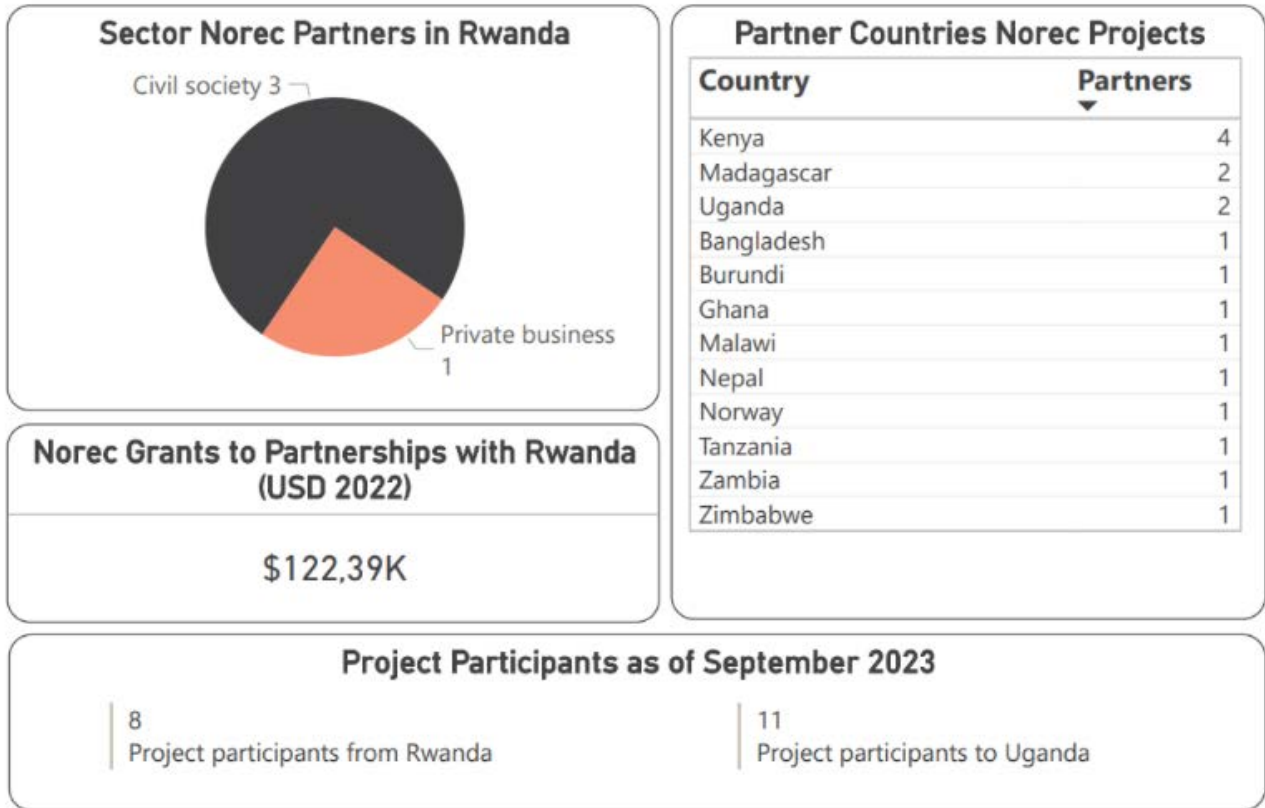 Sector Norec Partners in Rwanda
Civil society 3
Private business
1
Norec Grants to Partnerships with Rwanda
(USD 2022)
$122,39K
Partner Countries Norec Projects
Country Partners
Kenya 4
Madagascar 2
Uganda 2
Bangladesh 1
Burundi 1
Ghana 1
Malawi 1
Nepal 1
Norway 1
Tanzania 1
Zambia 1
Zimbabwe 1
Project Participants as of September 2023
8
Project participants from Rwanda
11
Project participants to Uganda